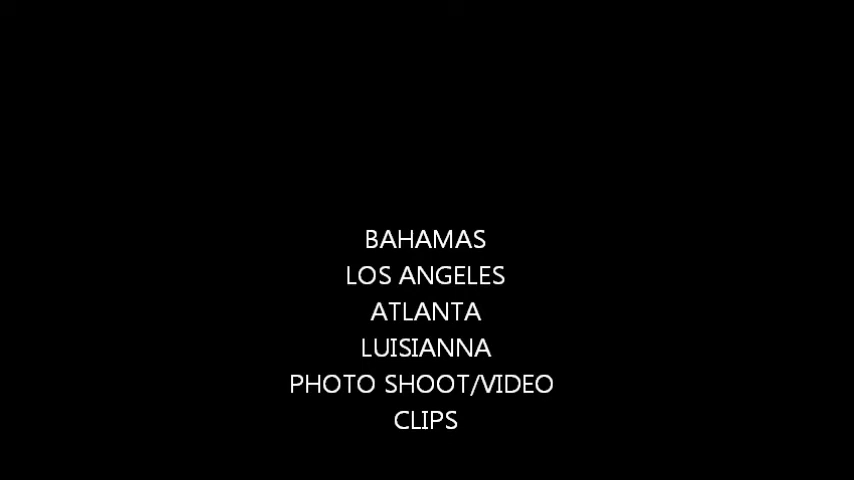 BAHAMAS
LOS ANGELES
ATLANTA
LUISIANNA
PHOTO SHOOT/VIDEO
CLIPS